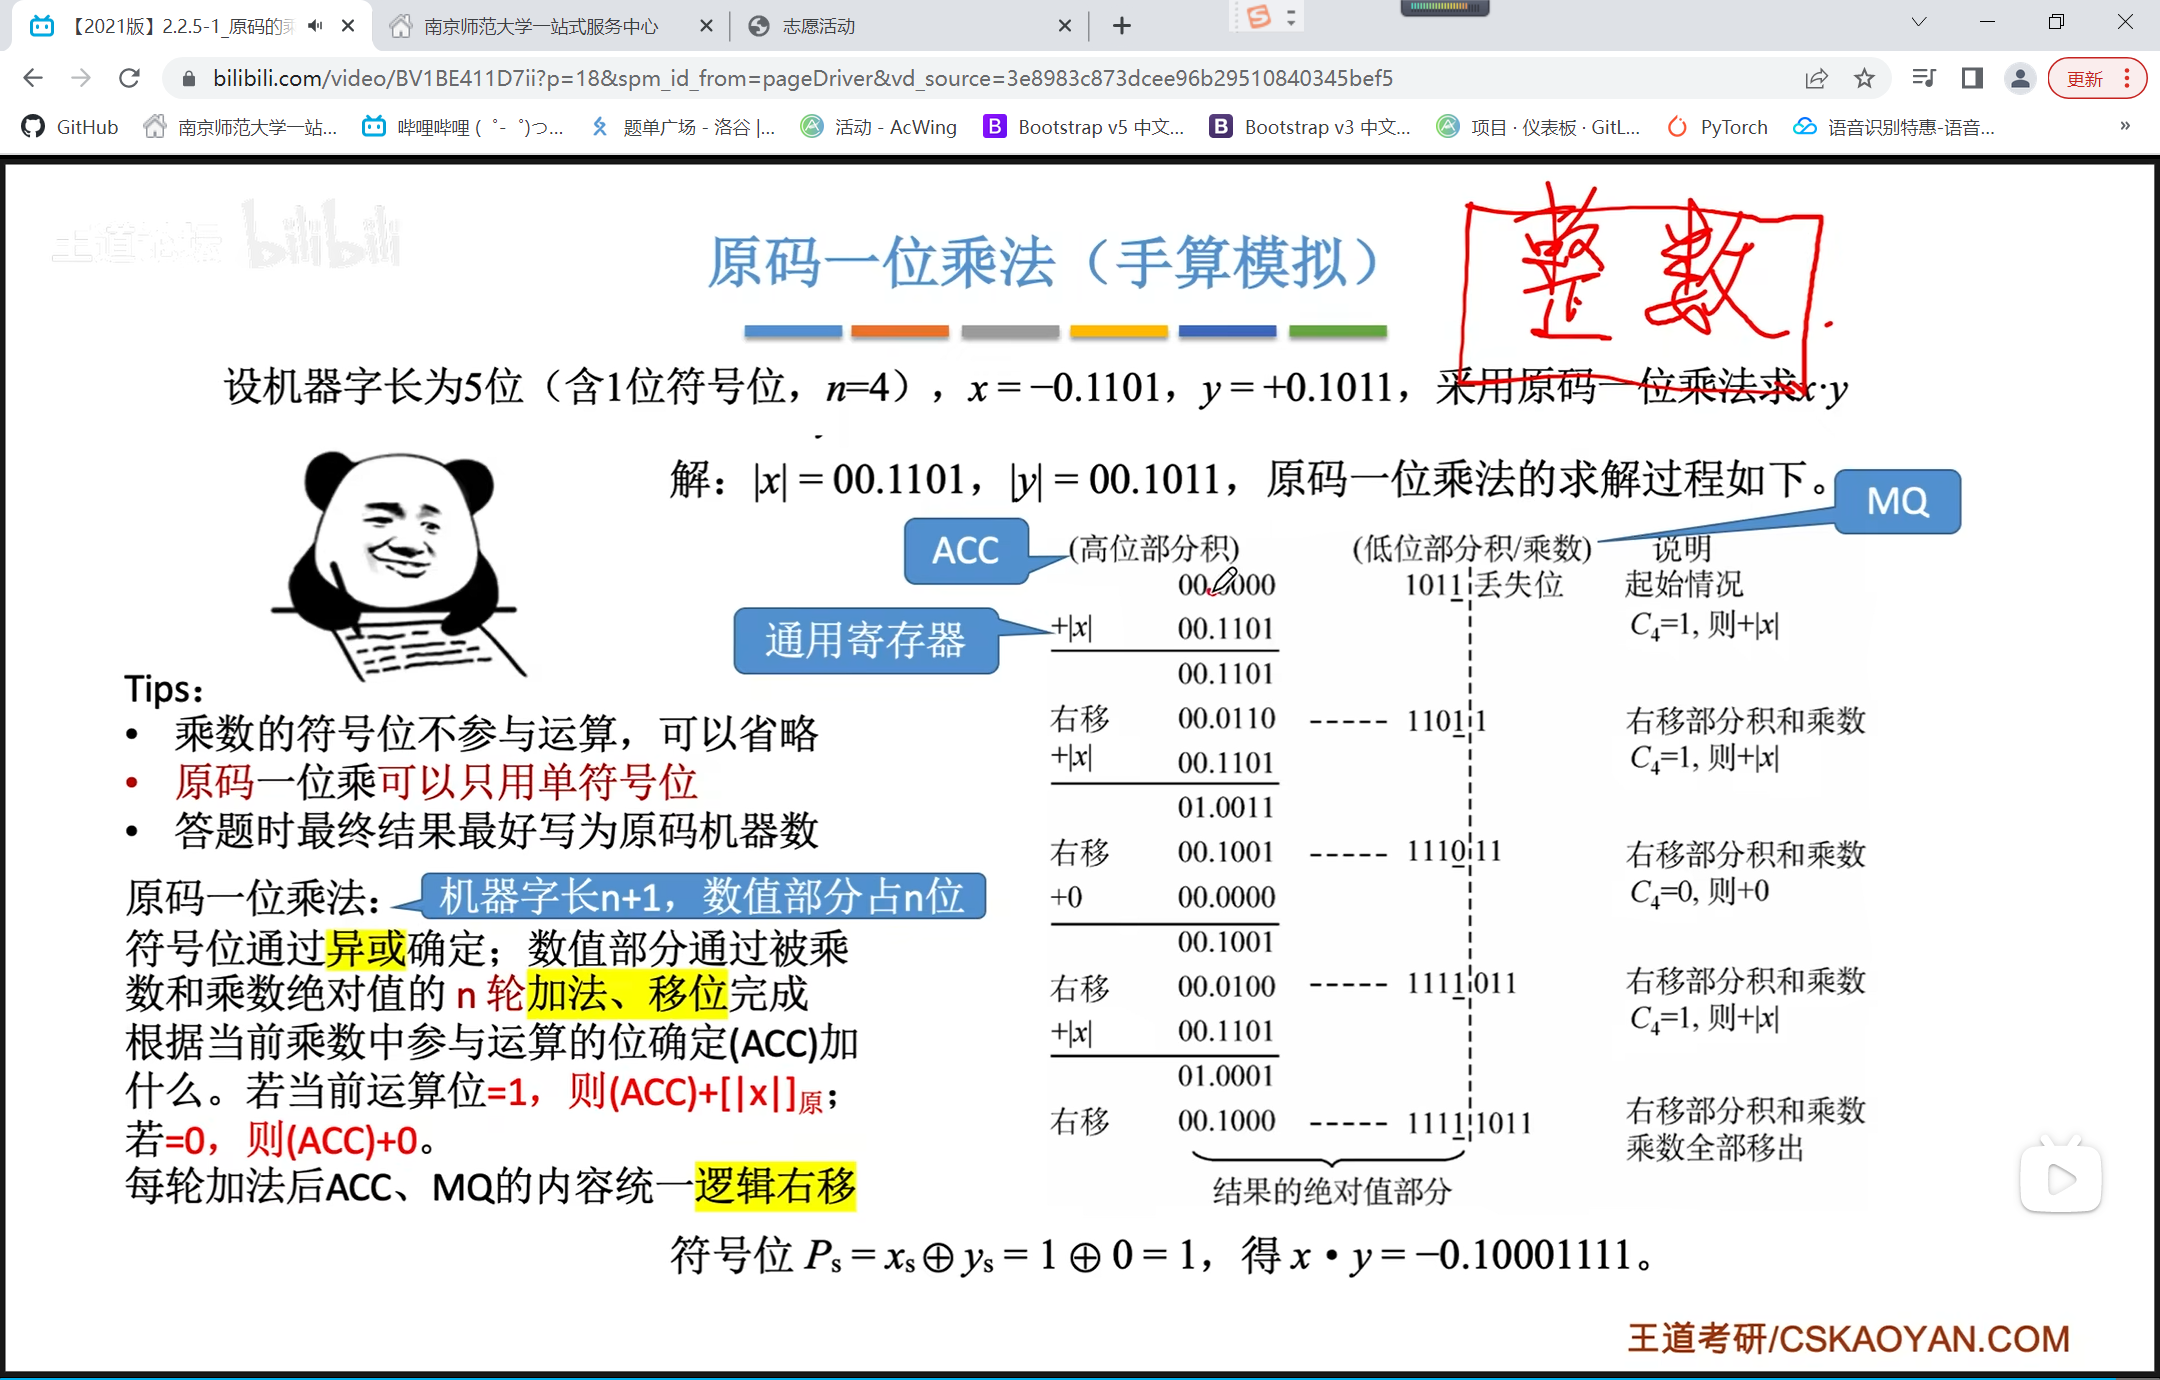 【2021版】2.2.5-1_原码的
南京师范大学一站式服务中心
志愿活动
bilibili.com/video/BV1BE411D7ii?p=18&spm_id_from=pageDriver&vd_source=3e8983c873dcee96b29510840345bef5
更新
GitHub
南京师范大学一站...
哔哩哔哩 (゜-゜)つ...
题单广场 - 洛谷 |...
活动 - AcWing
Bootstrap v5 中文...
Bootstrap v3 中文...
项目 · 仪表板 · GitL...
PyTorch
语音识别特惠-语音...
王道论坛 bilibili
原码一位乘法（手算模拟）
整数
设机器字长为5位（含1位符号位，n=4），x = −0.1101，y = +0.1011，采用原码一位乘法求x·y
解：|x| = 00.1101，|y| = 00.1011，原码一位乘法的求解过程如下。
MQ
ACC
(高位部分积) (低位部分积/乘数) 说明
00.0000 1011 丢失位 起始情况
通用寄存器
+|x| 00.1101 C₄=1, 则+|x|
00.1101
右移 00.0110 ----- 1101 1 右移部分积和乘数
+|x| 00.1101 C₄=1, 则+|x|
01.0011
右移 00.1001 ----- 1110 11 右移部分积和乘数
+0 00.0000 C₄=0, 则+0
00.1001
右移 00.0100 ----- 1111 011 右移部分积和乘数
+|x| 00.1101 C₄=1, 则+|x|
01.0001
右移 00.1000 ----- 1111 1011 右移部分积和乘数
乘数全部移出
结果的绝对值部分
Tips：
• 乘数的符号位不参与运算，可以省略
• 原码一位乘可以只用单符号位
• 答题时最终结果最好写为原码机器数
原码一位乘法：
机器字长n+1，数值部分占n位
符号位通过异或确定；数值部分通过被乘
数和乘数绝对值的 n 轮加法、移位完成
根据当前乘数中参与运算的位确定(ACC)加
什么。若当前运算位=1，则(ACC)+[|x|]原；
若=0，则(ACC)+0。
每轮加法后ACC、MQ的内容统一逻辑右移
符号位 Pₛ = xₛ ⊕ yₛ = 1 ⊕ 0 = 1，得 x • y = −0.10001111。
王道考研/CSKAOYAN.COM